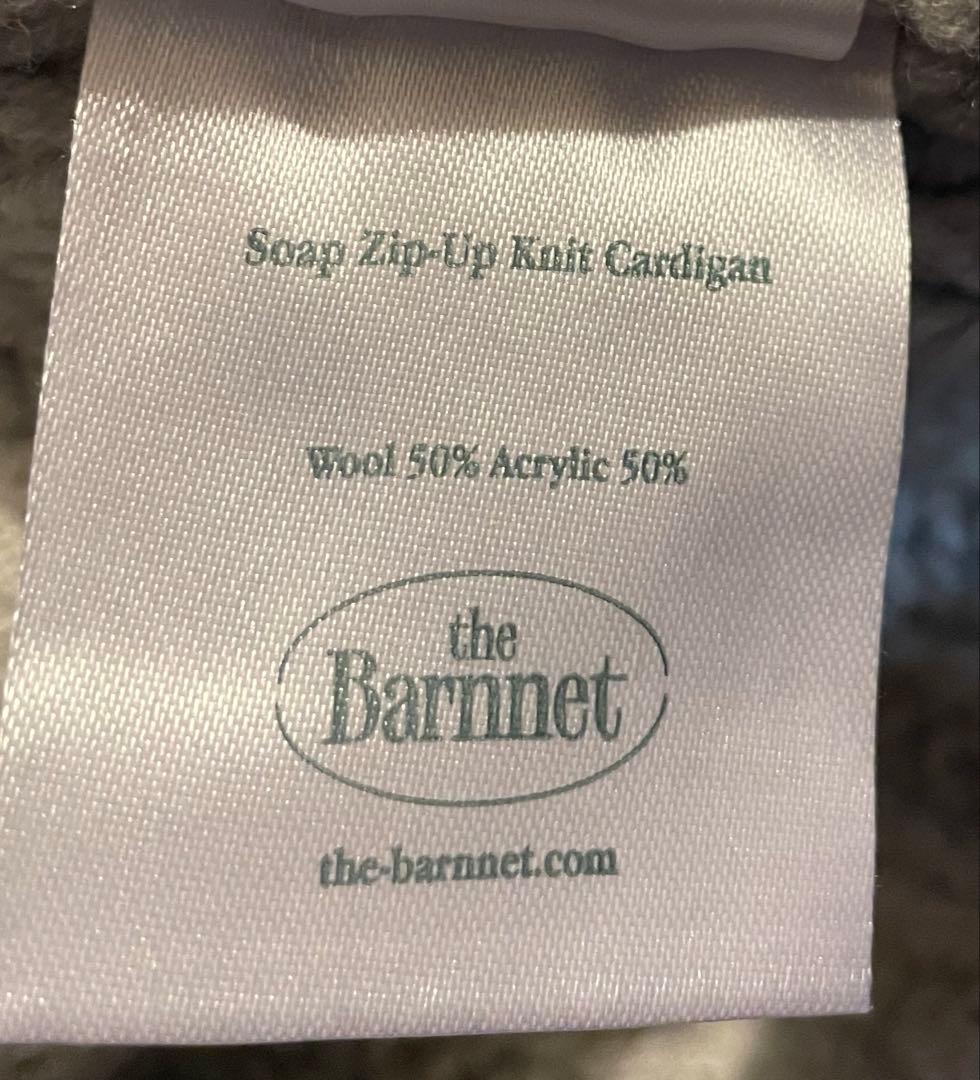 Soap Zip-Up Knit Cardigan
Wool 50% Acrylic 50%
the
Barnnet
the-barnnet.com